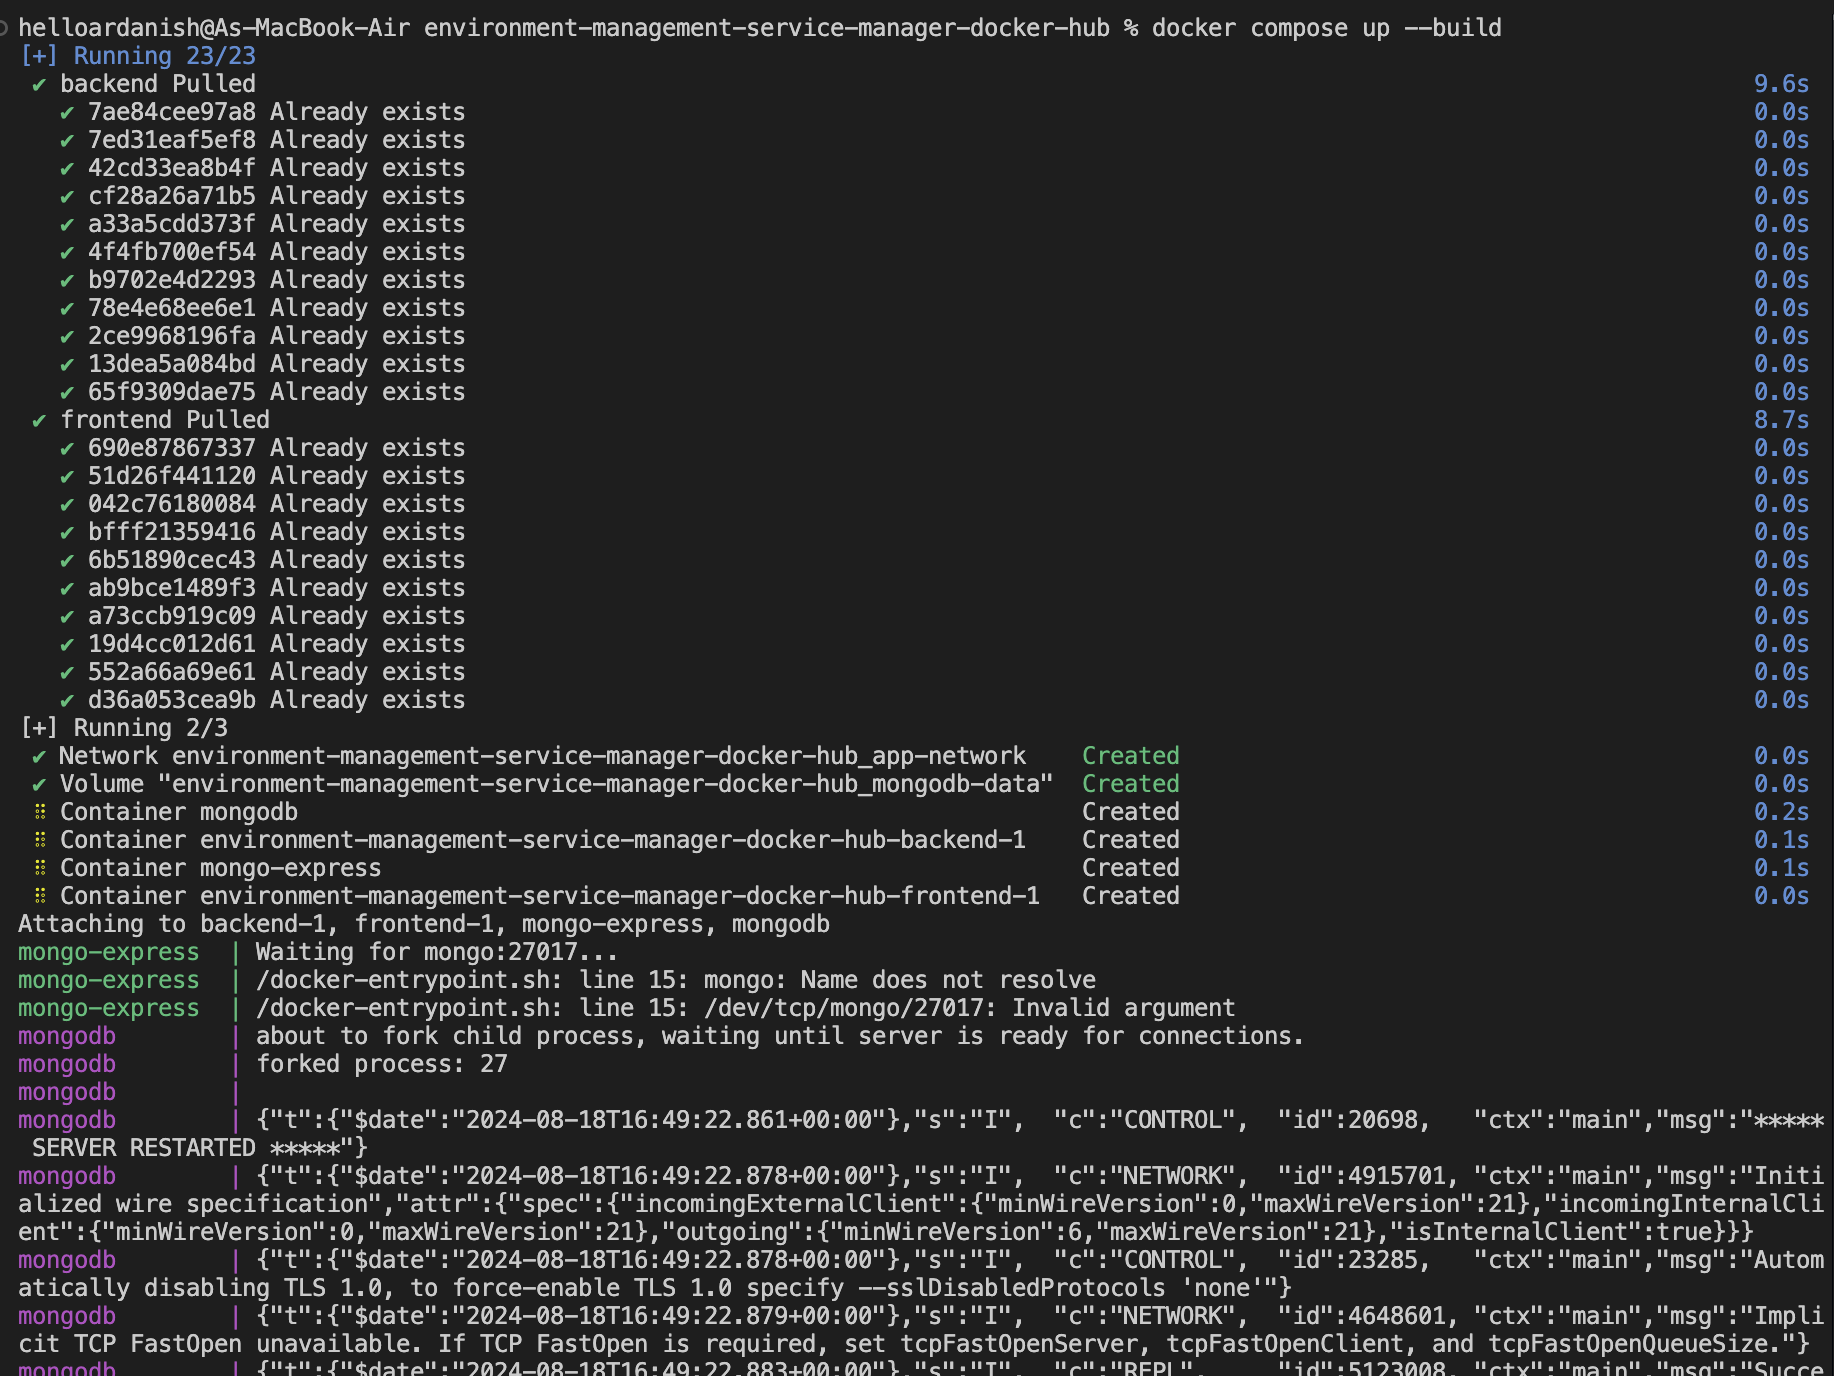 helloardanish@As-MacBook-Air environment-management-service-manager-docker-hub % docker compose up --build
[+] Running 23/23
✔ backend Pulled 9.6s
✔ 7ae84cee97a8 Already exists 0.0s
✔ 7ed31eaf5ef8 Already exists 0.0s
✔ 42cd33ea8b4f Already exists 0.0s
✔ cf28a26a71b5 Already exists 0.0s
✔ a33a5cdd373f Already exists 0.0s
✔ 4f4fb700ef54 Already exists 0.0s
✔ b9702e4d2293 Already exists 0.0s
✔ 78e4e68ee6e1 Already exists 0.0s
✔ 2ce9968196fa Already exists 0.0s
✔ 13dea5a084bd Already exists 0.0s
✔ 65f9309dae75 Already exists 0.0s
✔ frontend Pulled 8.7s
✔ 690e87867337 Already exists 0.0s
✔ 51d26f441120 Already exists 0.0s
✔ 042c76180084 Already exists 0.0s
✔ bfff21359416 Already exists 0.0s
✔ 6b51890cec43 Already exists 0.0s
✔ ab9bce1489f3 Already exists 0.0s
✔ a73ccb919c09 Already exists 0.0s
✔ 19d4cc012d61 Already exists 0.0s
✔ 552a66a69e61 Already exists 0.0s
✔ d36a053cea9b Already exists 0.0s
[+] Running 2/3
✔ Network environment-management-service-manager-docker-hub_app-network Created 0.0s
✔ Volume "environment-management-service-manager-docker-hub_mongodb-data" Created 0.0s
⠿ Container mongodb Created 0.2s
⠿ Container environment-management-service-manager-docker-hub-backend-1 Created 0.1s
⠿ Container mongo-express Created 0.1s
⠿ Container environment-management-service-manager-docker-hub-frontend-1 Created 0.0s
Attaching to backend-1, frontend-1, mongo-express, mongodb
mongo-express | Waiting for mongo:27017...
mongo-express | /docker-entrypoint.sh: line 15: mongo: Name does not resolve
mongo-express | /docker-entrypoint.sh: line 15: /dev/tcp/mongo/27017: Invalid argument
mongodb | about to fork child process, waiting until server is ready for connections.
mongodb | forked process: 27
mongodb |
mongodb | {"t":{"$date":"2024-08-18T16:49:22.861+00:00"},"s":"I", "c":"CONTROL", "id":20698, "ctx":"main","msg":"*****
SERVER RESTARTED *****"}
mongodb | {"t":{"$date":"2024-08-18T16:49:22.878+00:00"},"s":"I", "c":"NETWORK", "id":4915701, "ctx":"main","msg":"Initi
alized wire specification","attr":{"spec":{"incomingExternalClient":{"minWireVersion":0,"maxWireVersion":21},"incomingInternalCli
ent":{"minWireVersion":0,"maxWireVersion":21},"outgoing":{"minWireVersion":6,"maxWireVersion":21},"isInternalClient":true}}}
mongodb | {"t":{"$date":"2024-08-18T16:49:22.878+00:00"},"s":"I", "c":"CONTROL", "id":23285, "ctx":"main","msg":"Autom
atically disabling TLS 1.0, to force-enable TLS 1.0 specify --sslDisabledProtocols 'none'"}
mongodb | {"t":{"$date":"2024-08-18T16:49:22.879+00:00"},"s":"I", "c":"NETWORK", "id":4648601, "ctx":"main","msg":"Impli
cit TCP FastOpen unavailable. If TCP FastOpen is required, set tcpFastOpenServer, tcpFastOpenClient, and tcpFastOpenQueueSize."}
mongodb | {"t":{"$date":"2024-08-18T16:49:22.883+00:00"},"s":"I", "c":"REPL", "id":5123008, "ctx":"main","msg":"Succe